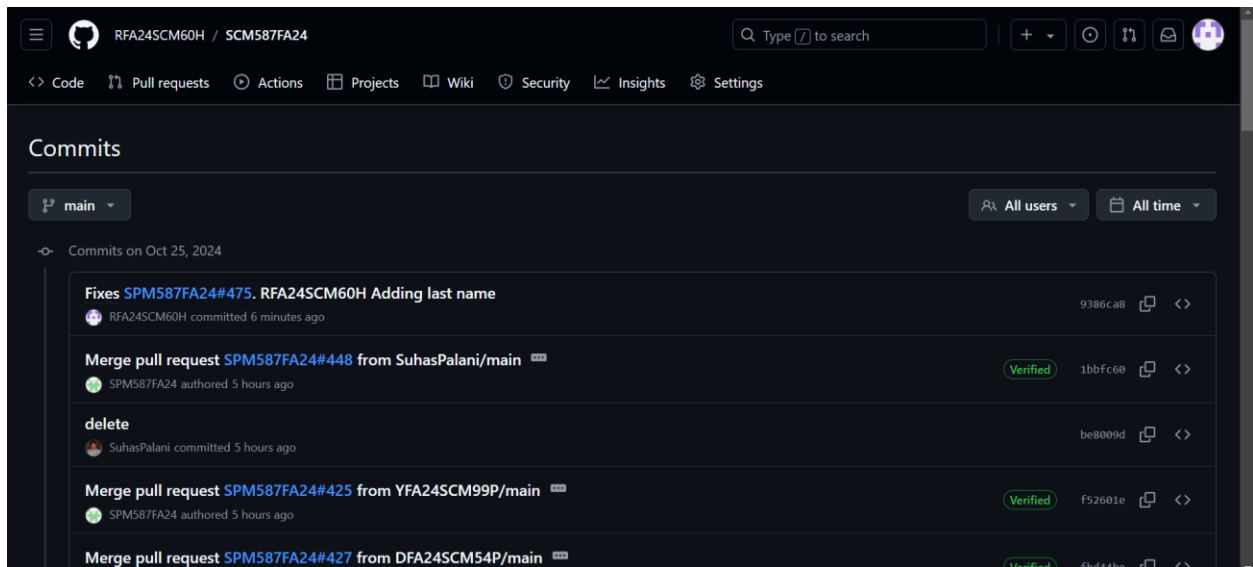 RFA24SCM60H / SCM587FA24 Type / to search
Code Pull requests Actions Projects Wiki Security Insights Settings
Commits
main All users All time
Commits on Oct 25, 2024
Fixes SPM587FA24#475. RFA24SCM60H Adding last name
9386ca8
RFA24SCM60H committed 6 minutes ago
Merge pull request SPM587FA24#448 from SuhasPalani/main
Verified 1bbfc60
SPM587FA24 authored 5 hours ago
delete
be8009d
SuhasPalani committed 5 hours ago
Merge pull request SPM587FA24#425 from YFA24SCM99P/main
Verified f52601e
SPM587FA24 authored 5 hours ago
Merge pull request SPM587FA24#427 from DFA24SCM54P/main
Verified